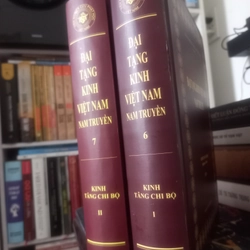 ĐẠI
TẠNG
KINH
VIỆT NAM
NAM TRUYỀN
7
KINH
TĂNG CHI BỘ
II
ĐẠI
TẠNG
KINH
VIỆT NAM
NAM TRUYỀN
6
KINH
TĂNG CHI BỘ
I